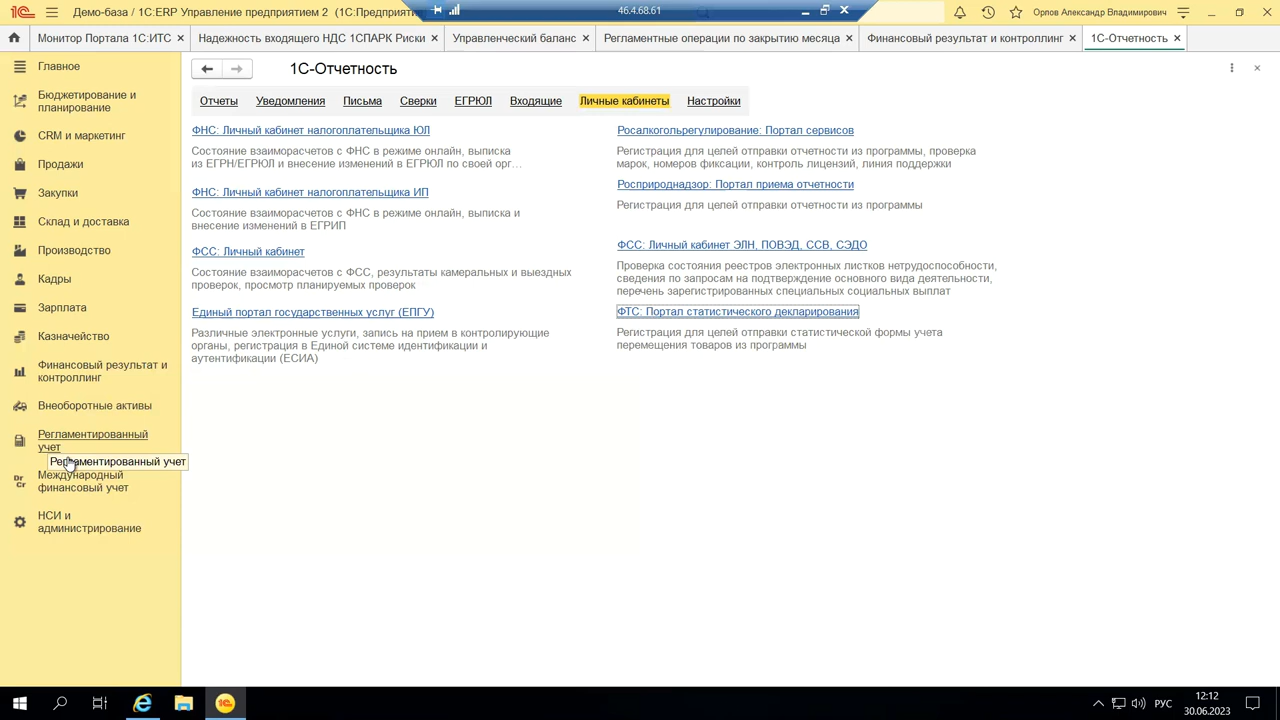 Демо-база / 1С:ERP Управление предприятием 2 (1С:Предприяти
46.4.68.61
Орлов Александр Владимирович
Монитор Портала 1С:ИТС
Надежность входящего НДС 1СПАРК Риски
Управленческий баланс
Регламентные операции по закрытию месяца
Финансовый результат и контроллинг
1С-Отчетность
Главное
Бюджетирование и
планирование
CRM и маркетинг
Продажи
Закупки
Склад и доставка
Производство
Кадры
Зарплата
Казначейство
Финансовый результат и
контроллинг
Внеоборотные активы
Регламентированный
учет
Регламентированный учет
Международный
финансовый учет
НСИ и
администрирование
1С-Отчетность
Отчеты
Уведомления
Письма
Сверки
ЕГРЮЛ
Входящие
Личные кабинеты
Настройки
ФНС: Личный кабинет налогоплательщика ЮЛ
Состояние взаиморасчетов с ФНС в режиме онлайн, выписка
из ЕГРН/ЕГРЮЛ и внесение изменений в ЕГРЮЛ по своей орг…
ФНС: Личный кабинет налогоплательщика ИП
Состояние взаиморасчетов с ФНС в режиме онлайн, выписка и
внесение изменений в ЕГРИП
ФСС: Личный кабинет
Состояние взаиморасчетов с ФСС, результаты камеральных и выездных
проверок, просмотр планируемых проверок
Единый портал государственных услуг (ЕПГУ)
Различные электронные услуги, запись на прием в контролирующие
органы, регистрация в Единой системе идентификации и
аутентификации (ЕСИА)
Росалкогольрегулирование: Портал сервисов
Регистрация для целей отправки отчетности из программы, проверка
марок, номеров фиксации, контроль лицензий, линия поддержки
Росприроднадзор: Портал приема отчетности
Регистрация для целей отправки отчетности из программы
ФСС: Личный кабинет ЭЛН, ПОВЭД, ССВ, СЭДО
Проверка состояния реестров электронных листков нетрудоспособности,
сведения по запросам на подтверждение основного вида деятельности,
перечень зарегистрированных специальных социальных выплат
ФТС: Портал статистического декларирования
Регистрация для целей отправки статистической формы учета
перемещения товаров из программы
РУС
12:12
30.06.2023